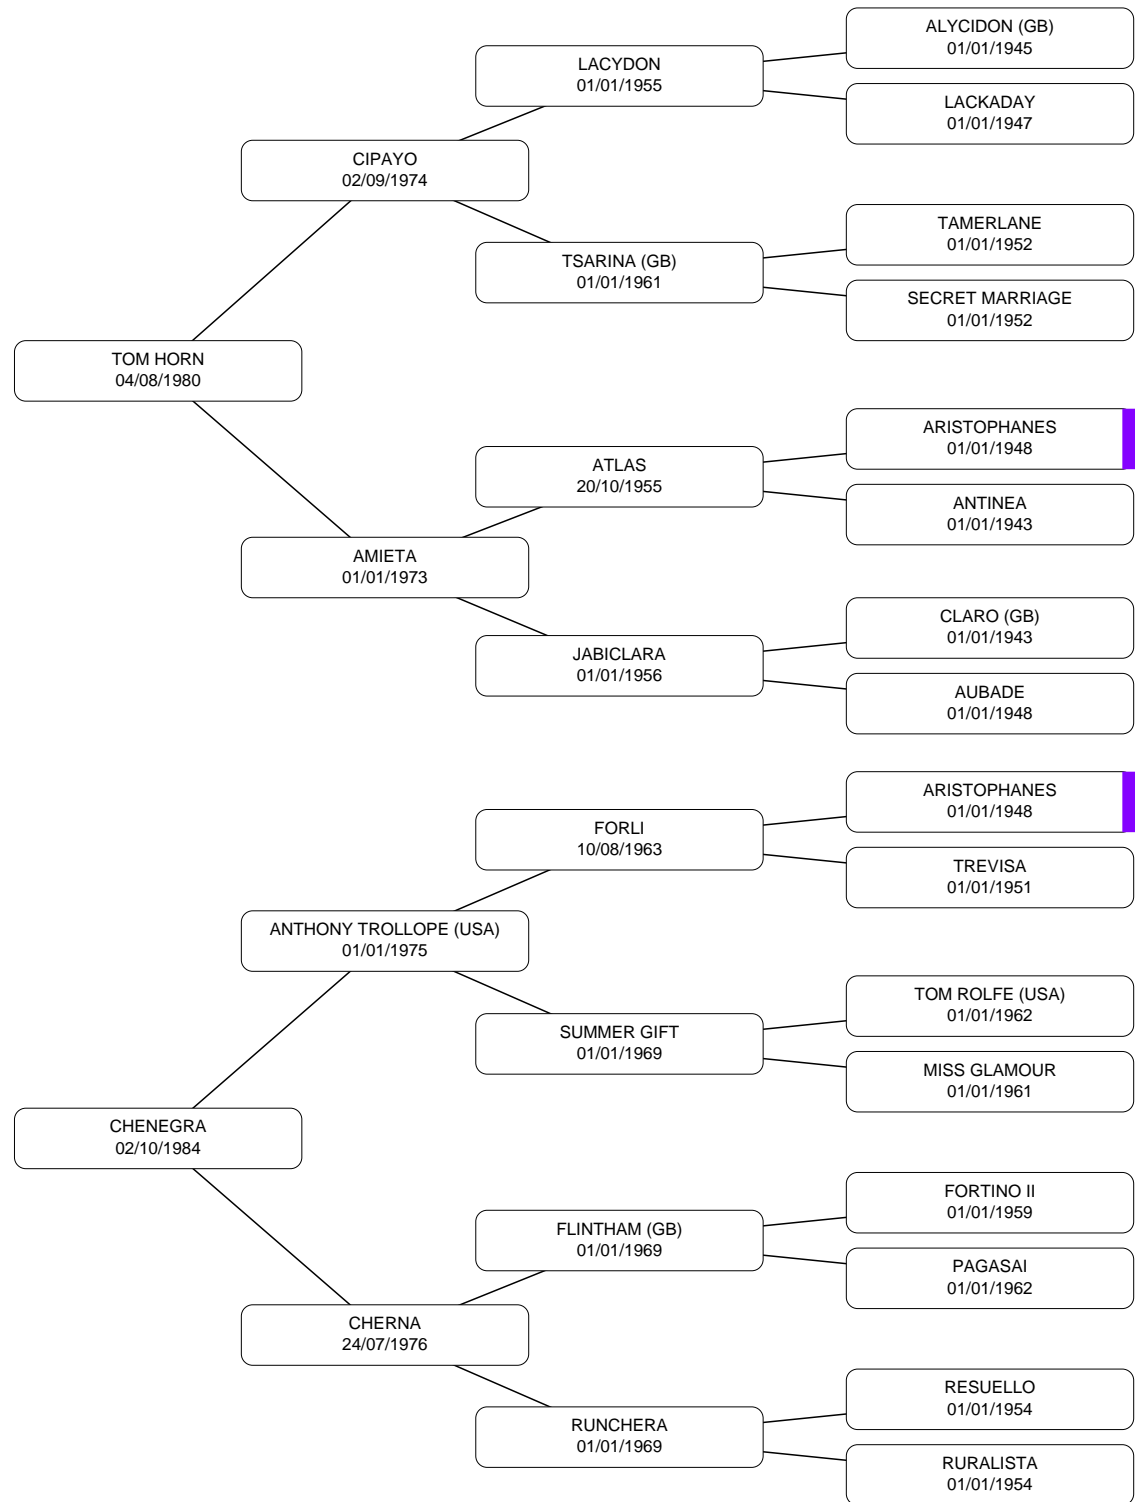 ALYCIDON (GB)
01/01/1945
LACYDON
01/01/1955
LACKADAY
01/01/1947
CIPAYO
02/09/1974
TAMERLANE
01/01/1952
TSARINA (GB)
01/01/1961
SECRET MARRIAGE
01/01/1952
TOM HORN
04/08/1980
ARISTOPHANES
01/01/1948
ATLAS
20/10/1955
ANTINEA
01/01/1943
AMIETA
01/01/1973
CLARO (GB)
01/01/1943
JABICLARA
01/01/1956
AUBADE
01/01/1948
ARISTOPHANES
01/01/1948
FORLI
10/08/1963
TREVISA
01/01/1951
ANTHONY TROLLOPE (USA)
01/01/1975
TOM ROLFE (USA)
01/01/1962
SUMMER GIFT
01/01/1969
MISS GLAMOUR
01/01/1961
CHENEGRA
02/10/1984
FORTINO II
01/01/1959
FLINTHAM (GB)
01/01/1969
PAGASAI
01/01/1962
CHERNA
24/07/1976
RESUELLO
01/01/1954
RUNCHERA
01/01/1969
RURALISTA
01/01/1954